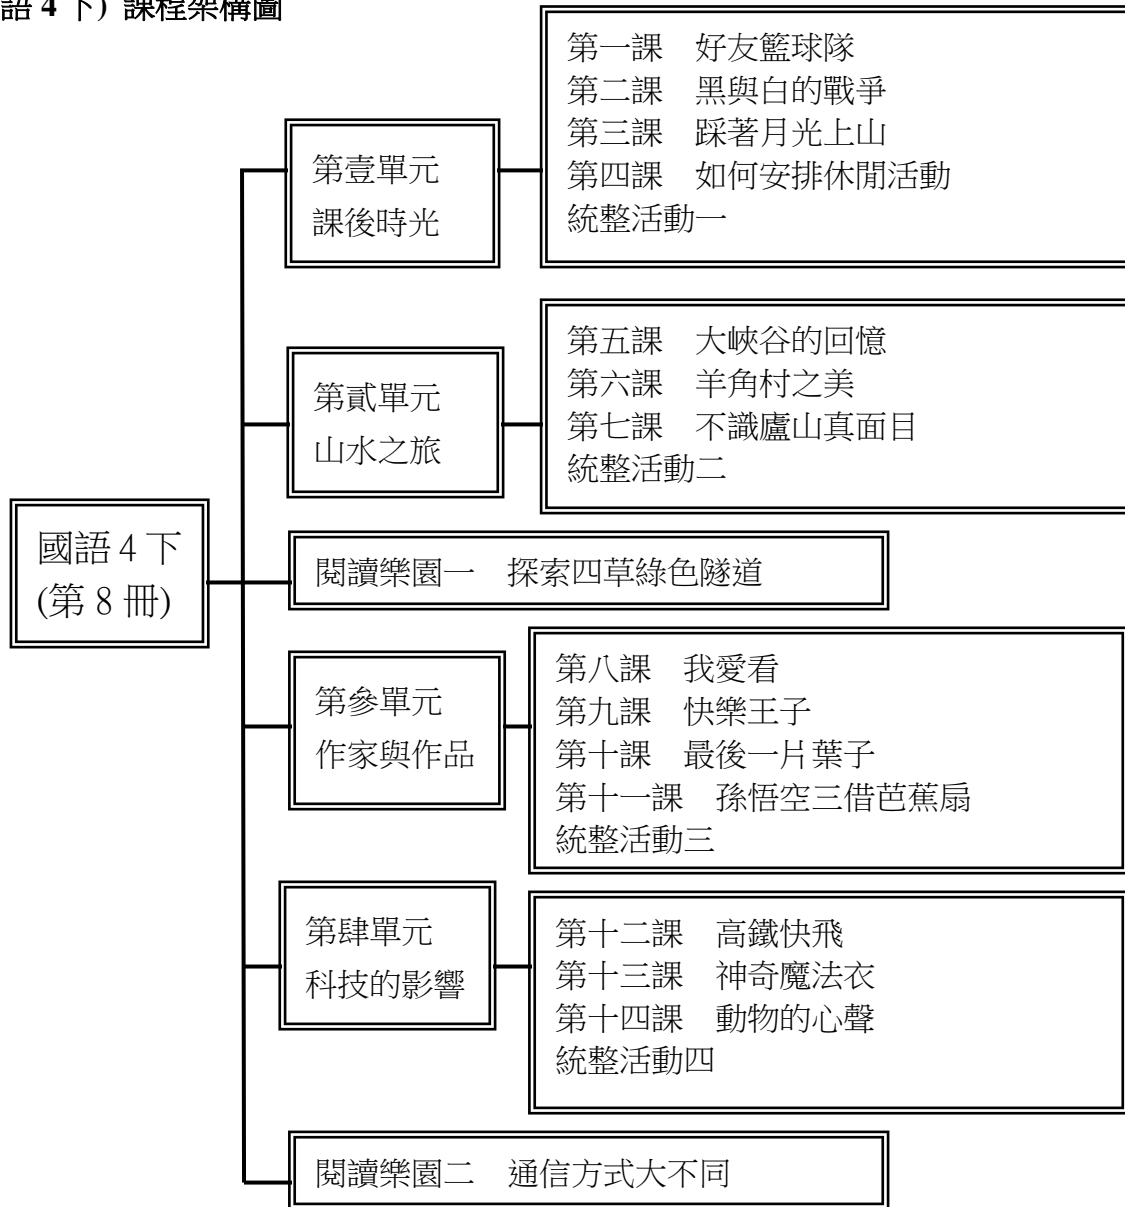 語 4 下) 課程架構圖
國語 4 下
(第 8 冊)
第壹單元
課後時光
第一課　好友籃球隊
第二課　黑與白的戰爭
第三課　踩著月光上山
第四課　如何安排休閒活動
統整活動一
第貳單元
山水之旅
第五課　大峽谷的回憶
第六課　羊角村之美
第七課　不識廬山真面目
統整活動二
閱讀樂園一　探索四草綠色隧道
第參單元
作家與作品
第八課　我愛看
第九課　快樂王子
第十課　最後一片葉子
第十一課　孫悟空三借芭蕉扇
統整活動三
第肆單元
科技的影響
第十二課　高鐵快飛
第十三課　神奇魔法衣
第十四課　動物的心聲
統整活動四
閱讀樂園二　通信方式大不同